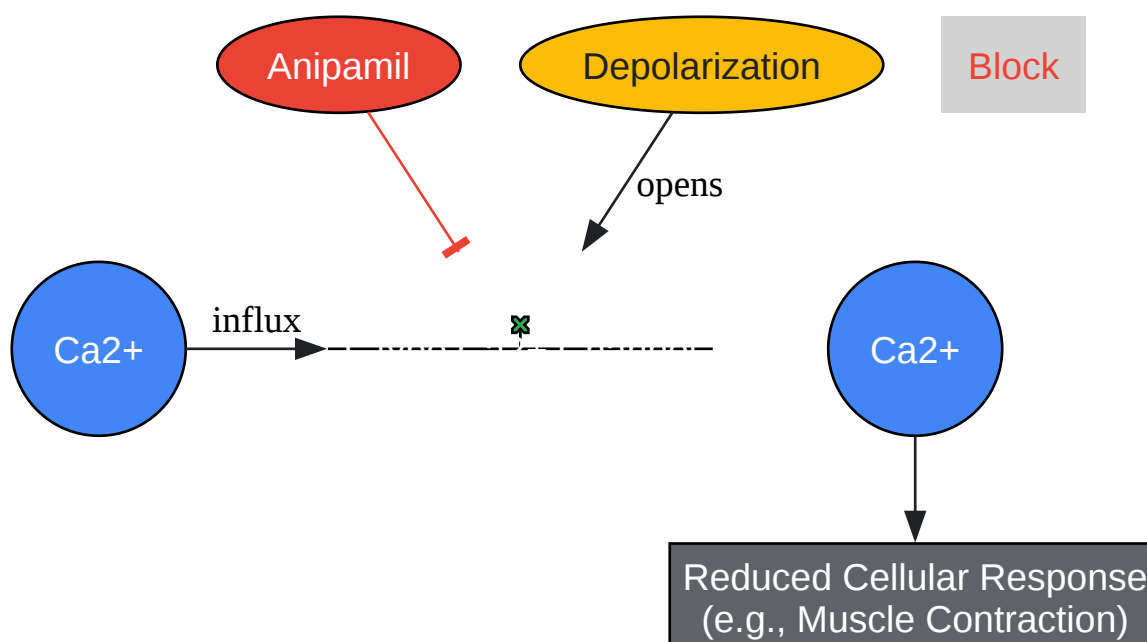 Anipamil
Depolarization
Block
opens
influx
Ca2+
Ca2+
Reduced Cellular Response
(e.g., Muscle Contraction)